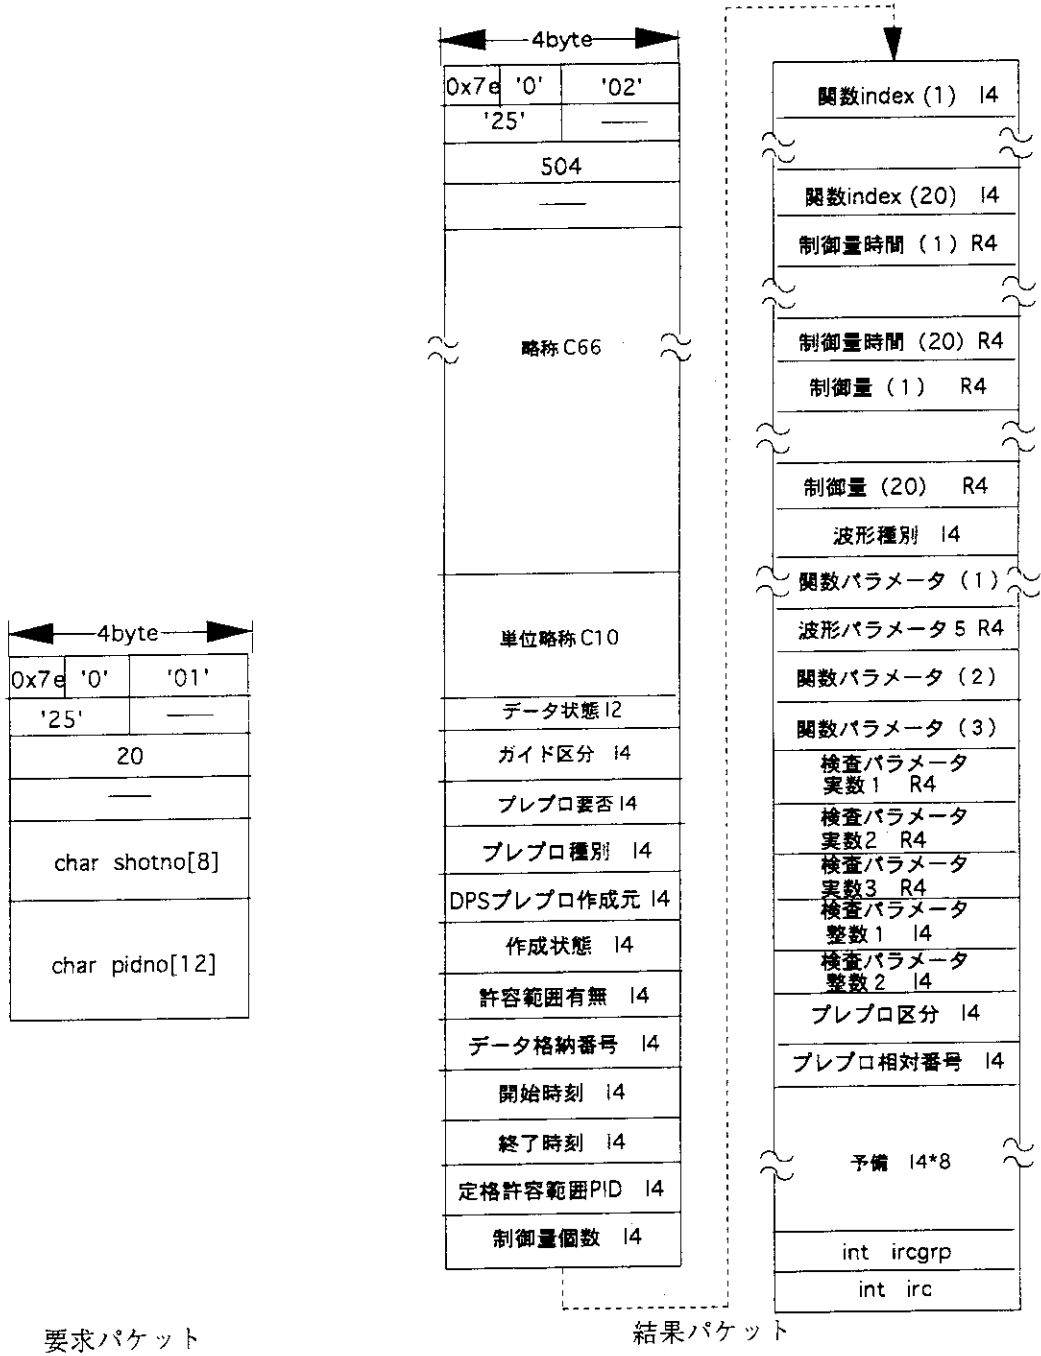 4byte
0x7e '0' '01'
'25' —
20
—
char shotno[8]
char pidno[12]
要求パケット
4byte
0x7e '0' '02'
'25' —
504
—
略称C66
単位略称C10
データ状態I2
ガイド区分 I4
プレプロ要否I4
プレプロ種別 I4
DPSプレプロ作成元 I4
作成状態 I4
許容範囲有無 I4
データ格納番号 I4
開始時刻 I4
終了時刻 I4
定格許容範囲PID I4
制御量個数 I4
関数index (1) I4
関数index (20) I4
制御量時間 (1) R4
制御量時間 (20) R4
制御量 (1) R4
制御量 (20) R4
波形種別 I4
関数パラメータ (1)
波形パラメータ5 R4
関数パラメータ (2)
関数パラメータ (3)
検査パラメータ
実数1 R4
検査パラメータ
実数2 R4
検査パラメータ
実数3 R4
検査パラメータ
整数1 I4
検査パラメータ
整数2 I4
プレプロ区分 I4
プレプロ相対番号 I4
予備 I4*8
int ircgrp
int irc
結果パケット